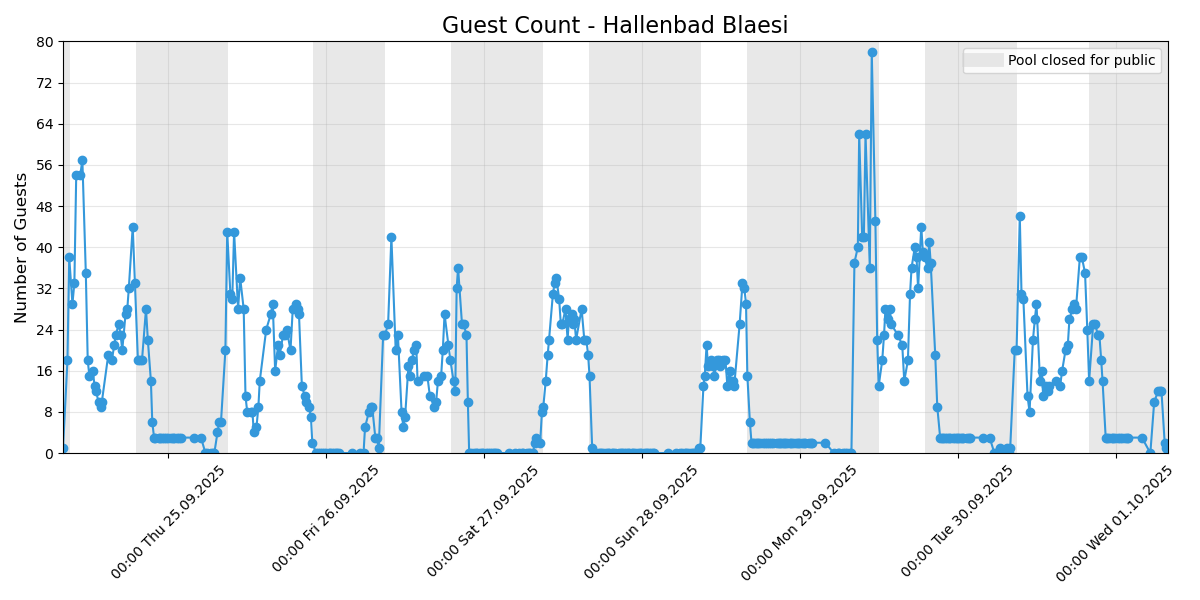 Guest Count - Hallenbad Blaesi
Pool closed for public
Number of Guests
80
72
64
56
48
40
32
24
16
8
0
00:00 Thu 25.09.2025
00:00 Fri 26.09.2025
00:00 Sat 27.09.2025
00:00 Sun 28.09.2025
00:00 Mon 29.09.2025
00:00 Tue 30.09.2025
00:00 Wed 01.10.2025